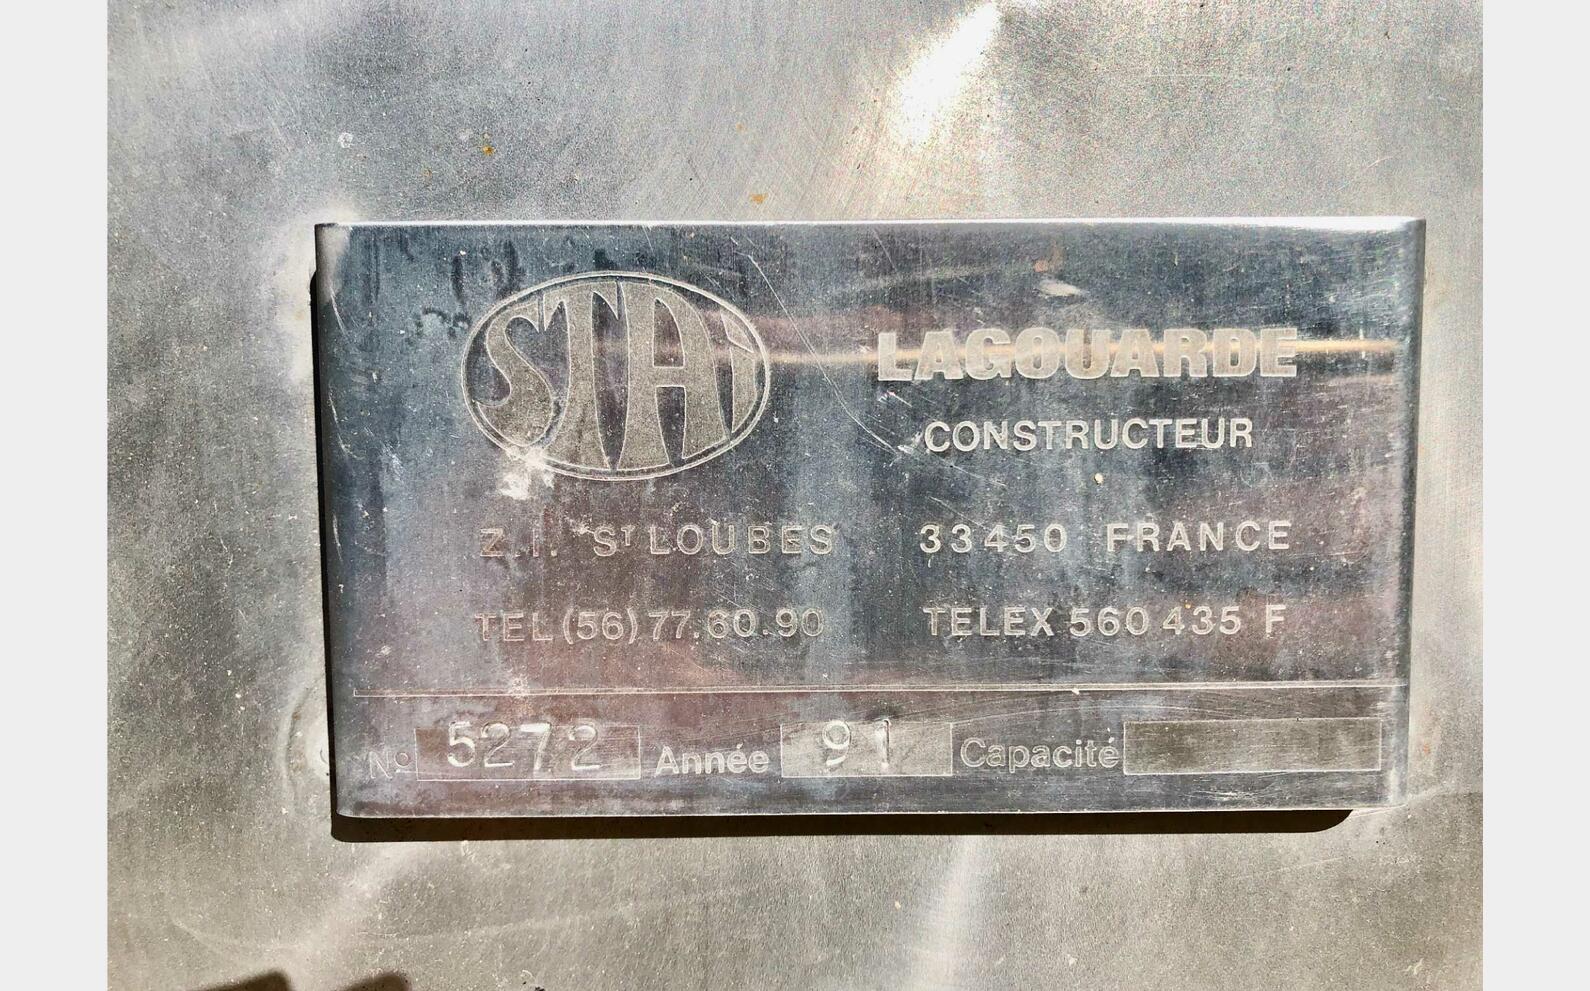 STAi
LAGOUARDE
CONSTRUCTEUR
Z.I. ST LOUBES 33450 FRANCE
TEL (56) 77.60.90 TELEX 560 435 F
No 5272 Année 91 Capacité